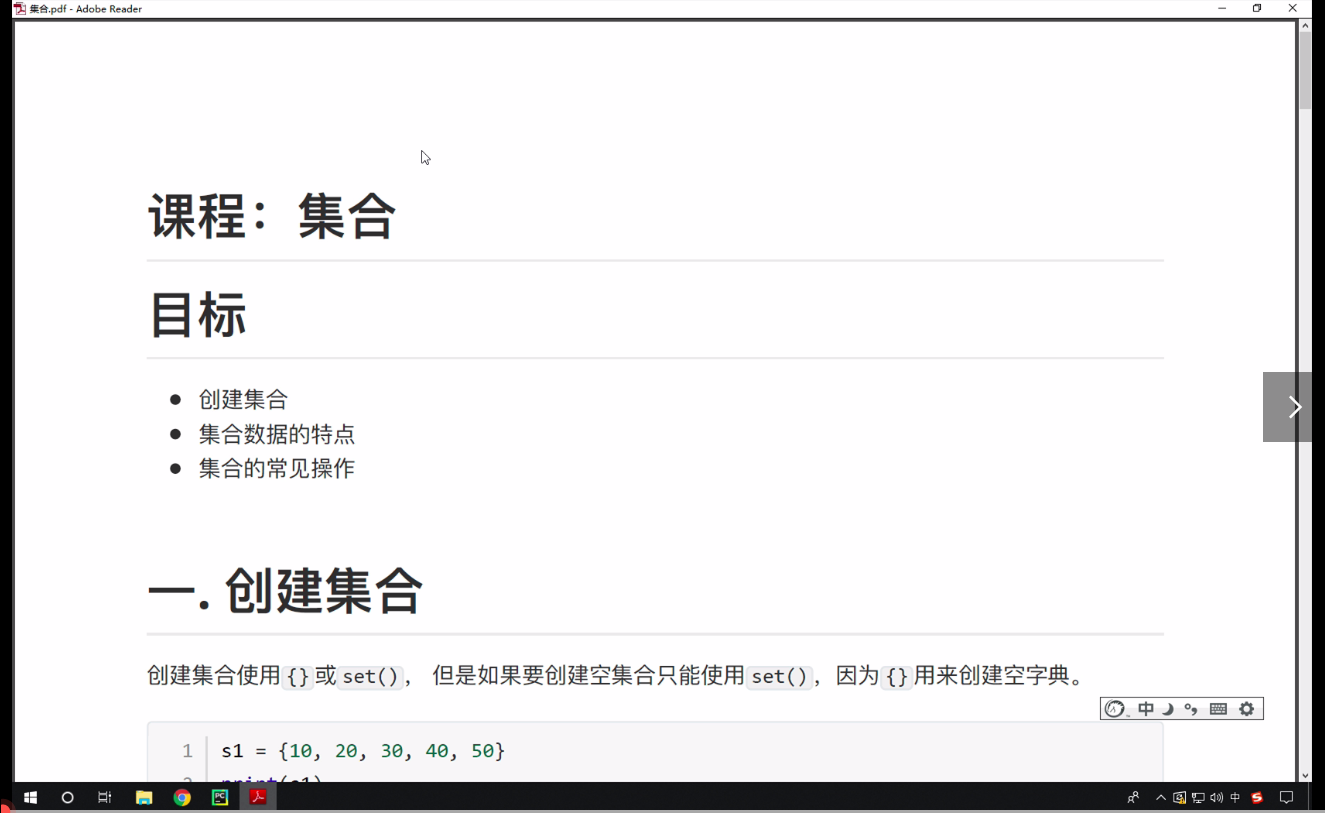 集合.pdf - Adobe Reader
课程：集合
目标
创建集合
集合数据的特点
集合的常见操作
一. 创建集合
创建集合使用{}或set()， 但是如果要创建空集合只能使用set()，因为{}用来创建空字典。
中
1 s1 = {10, 20, 30, 40, 50}
2 print(s1)
中